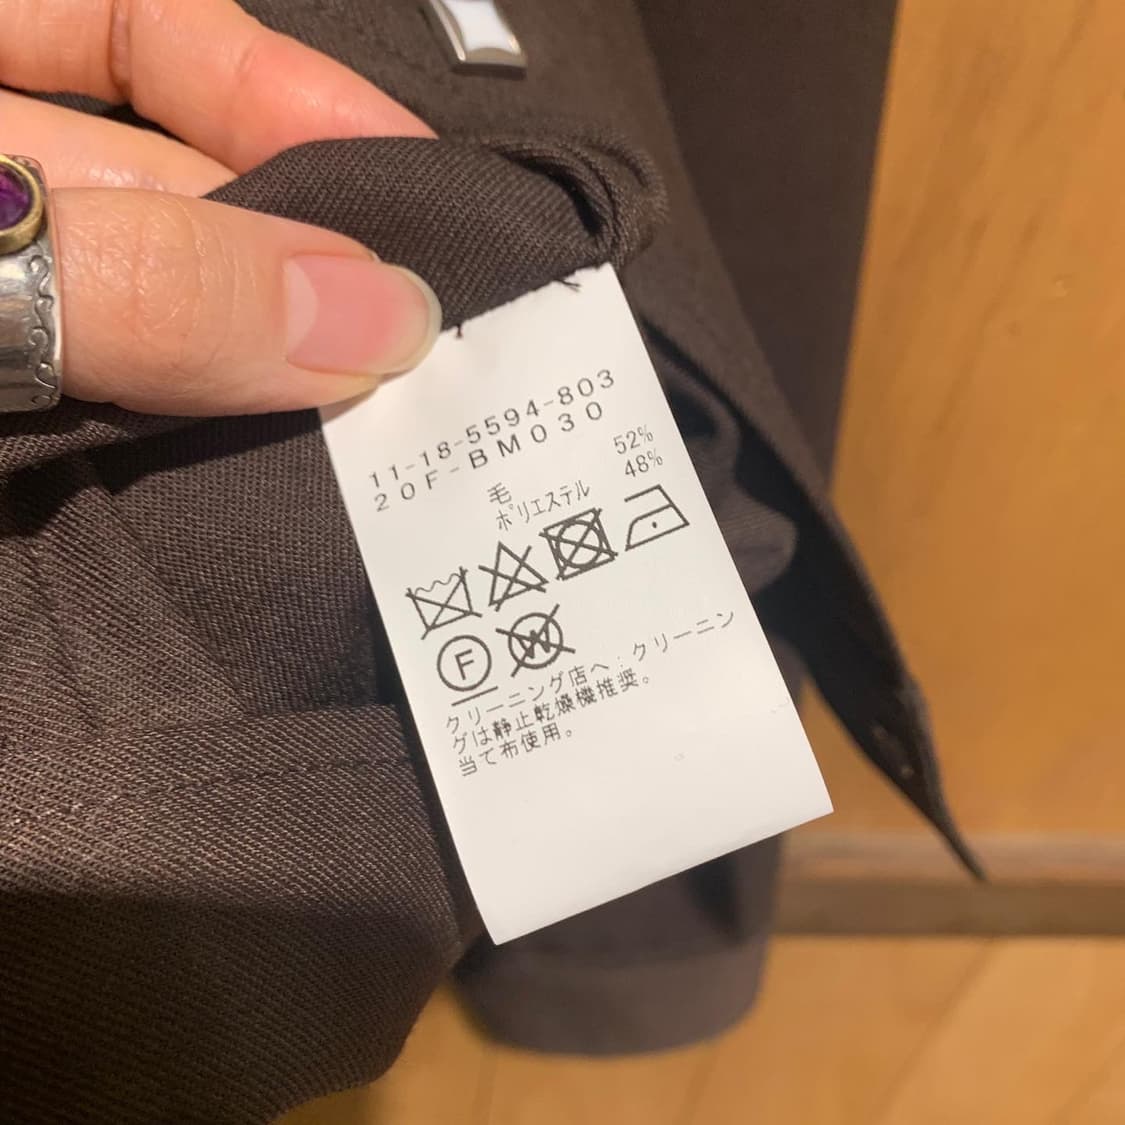 11-18-5594-803
20F-BM030
毛 52%
ポリエステル 48%
F W
クリーニング店へ:クリーニン
グは静止乾燥機推奨。
当て布使用。